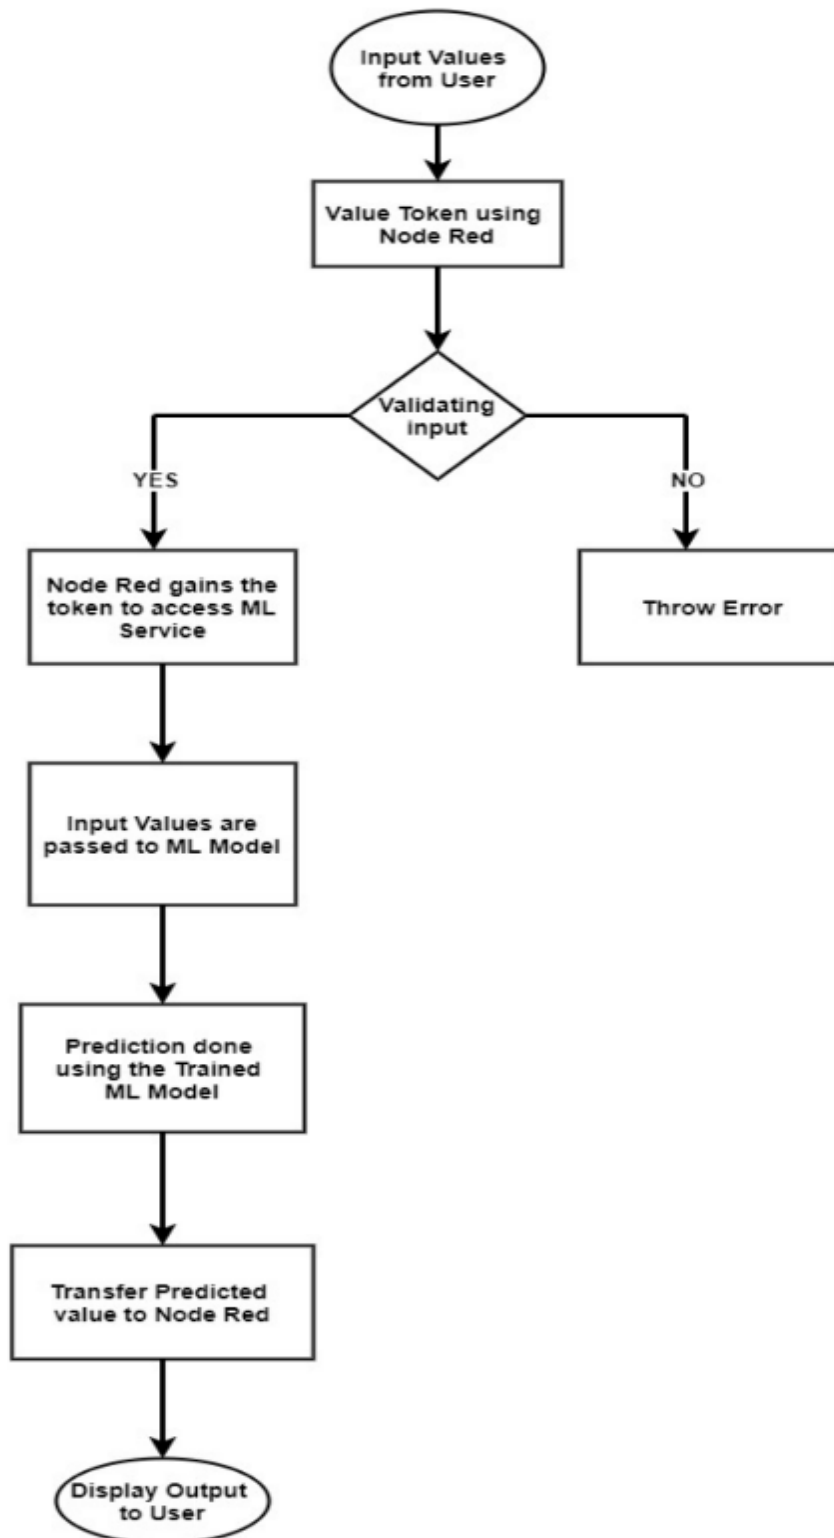 Input Values
from User
Value Token using
Node Red
Validating
input
YES
NO
Node Red gains the
token to access ML
Service
Throw Error
Input Values are
passed to ML Model
Prediction done
using the Trained
ML Model
Transfer Predicted
value to Node Red
Display Output
to User